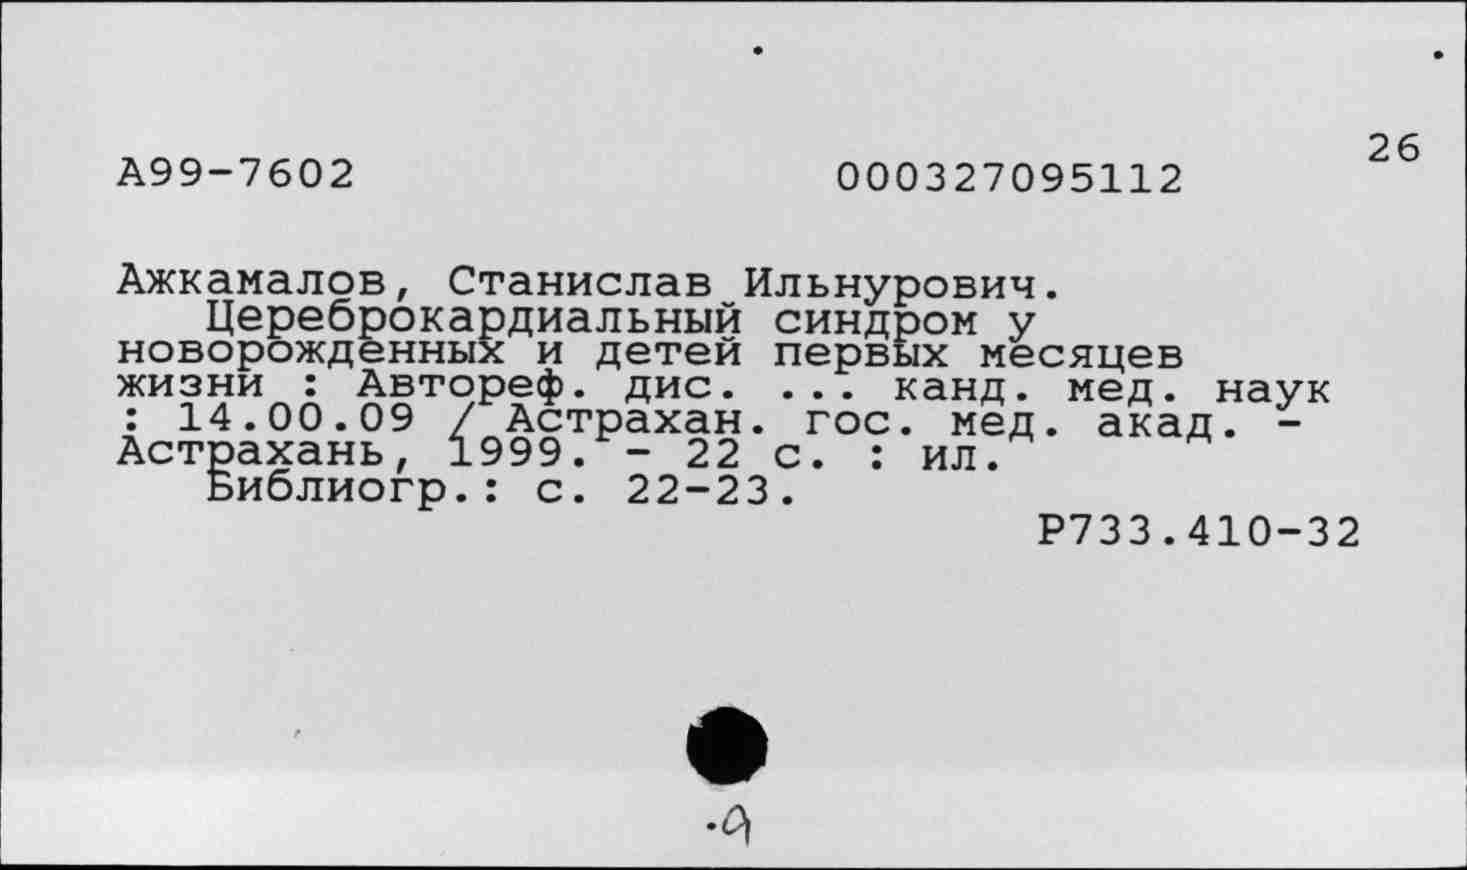 26
А99-7602 000327095112
Ажкамалов, Станислав Ильнурович.
Цереброкардиальный синдром у
новорожденных и детей первых месяцев
жизни : Автореф. дис. ... канд. мед. наук
: 14.00.09 / Астрахан. гос. мед. акад. -
Астрахань, 1999. - 22 с. : ил.
Библиогр.: с. 22-23.
Р733.410-32